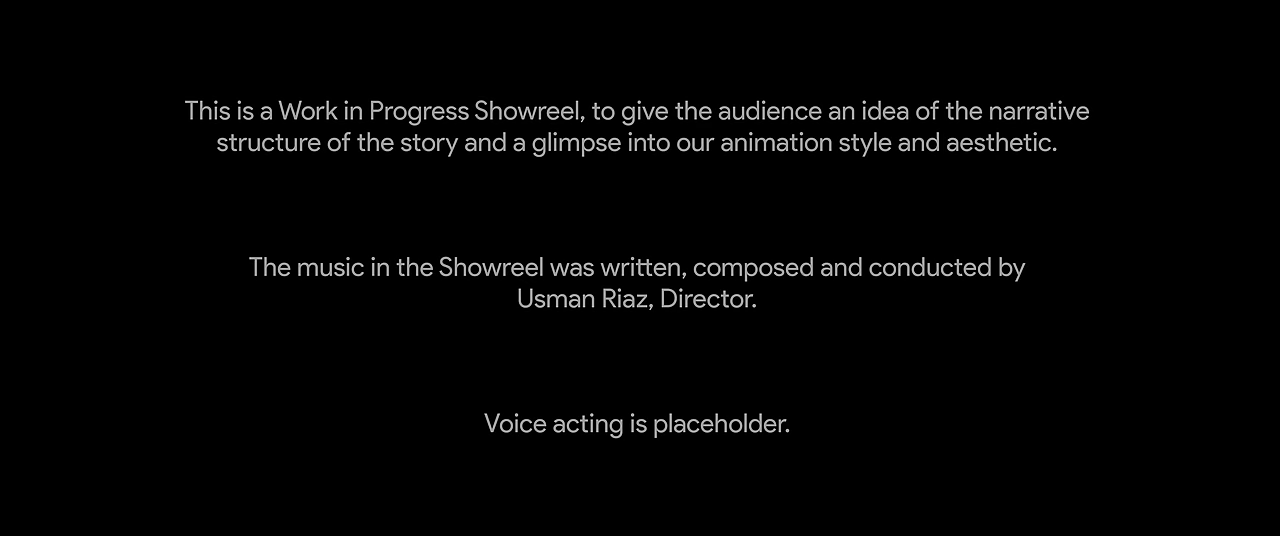 This is a Work in Progress Showreel, to give the audience an idea of the narrative
structure of the story and a glimpse into our animation style and aesthetic.
The music in the Showreel was written, composed and conducted by
Usman Riaz, Director.
Voice acting is placeholder.